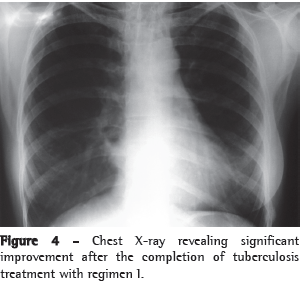 Figure 4 – Chest X-ray revealing significant
improvement after the completion of tuberculosis
treatment with regimen I.